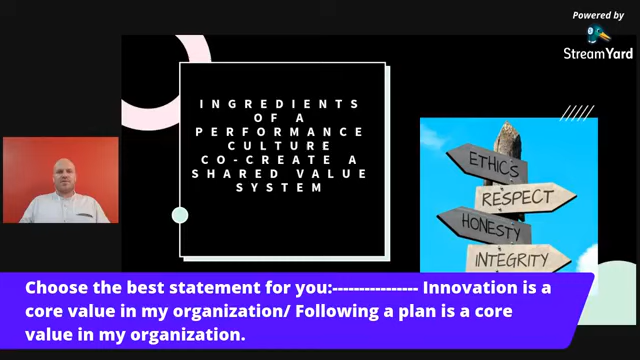 Powered by
StreamYard
INGREDIENTS
OF A
PERFORMANCE
CULTURE
CO-CREATE A
SHARED VALUE
SYSTEM
ETHICS
RESPECT
HONESTY
INTEGRITY
Choose the best statement for you:---------------- Innovation is a
core value in my organization/ Following a plan is a core
value in my organization.